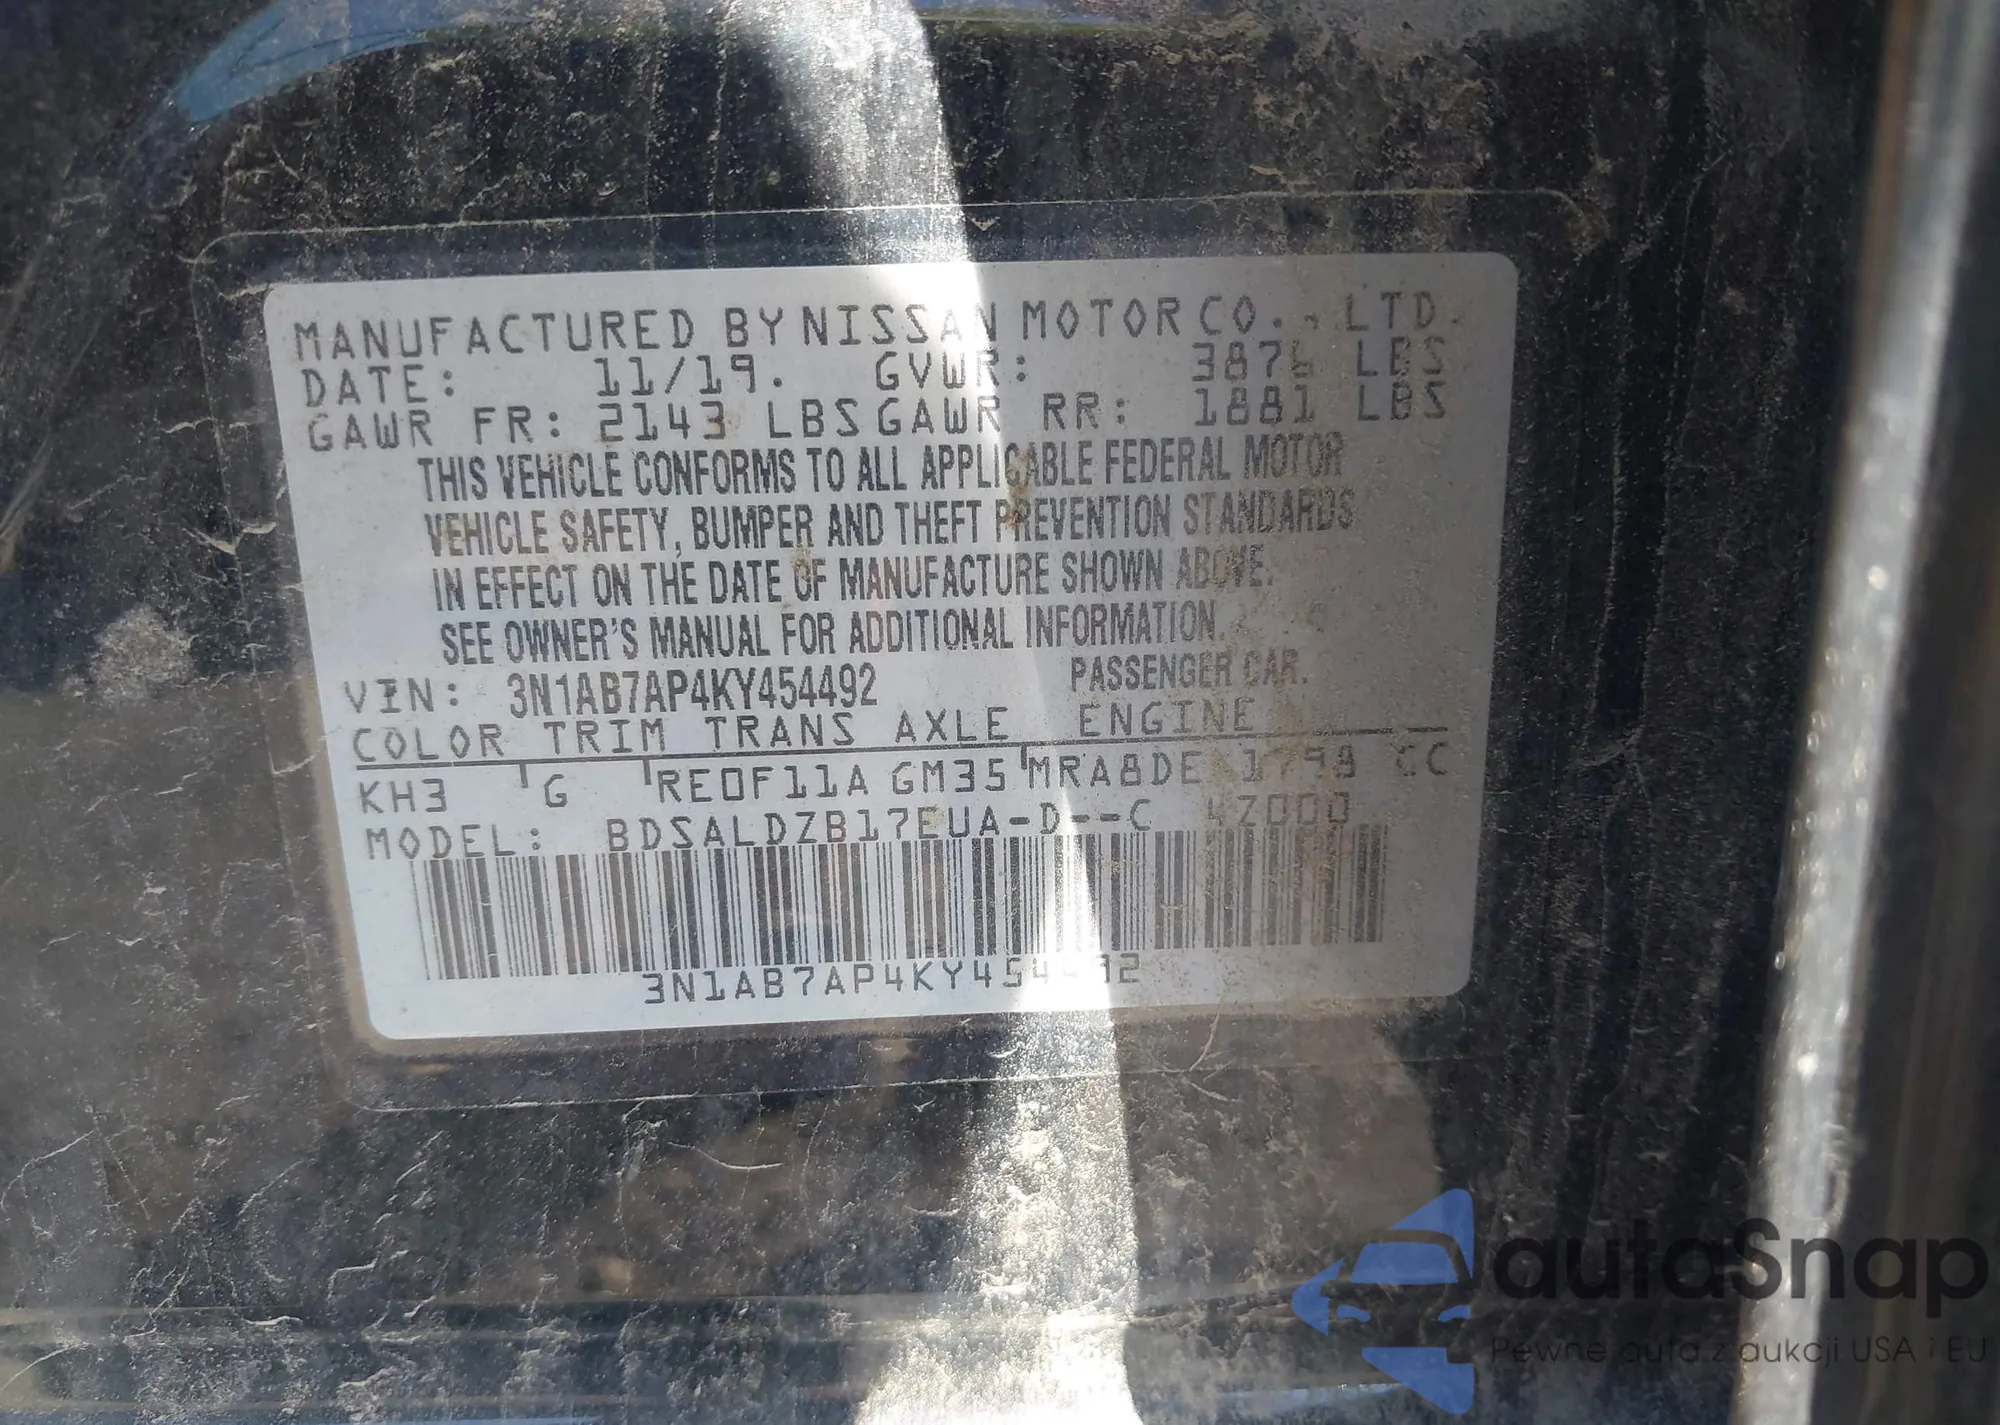 MANUFACTURED BY NISSAN MOTOR CO., LTD.
DATE: 11/19. GVWR: 3876 LBS
GAWR FR: 2143 LBS GAWR RR: 1881 LBS
THIS VEHICLE CONFORMS TO ALL APPLICABLE FEDERAL MOTOR
VEHICLE SAFETY, BUMPER AND THEFT PREVENTION STANDARDS
IN EFFECT ON THE DATE OF MANUFACTURE SHOWN ABOVE.
SEE OWNER'S MANUAL FOR ADDITIONAL INFORMATION.
VIN: 3N1AB7AP4KY454492 PASSENGER CAR.
COLOR TRIM TRANS AXLE ENGINE
KH3 G RE0F11A GM35 MRA8DE 1798 CC
MODEL: BDSALDZB17EUA-D--C
3N1AB7AP4KY454492
autoSnap
Pewne auta z aukcji USA i EU